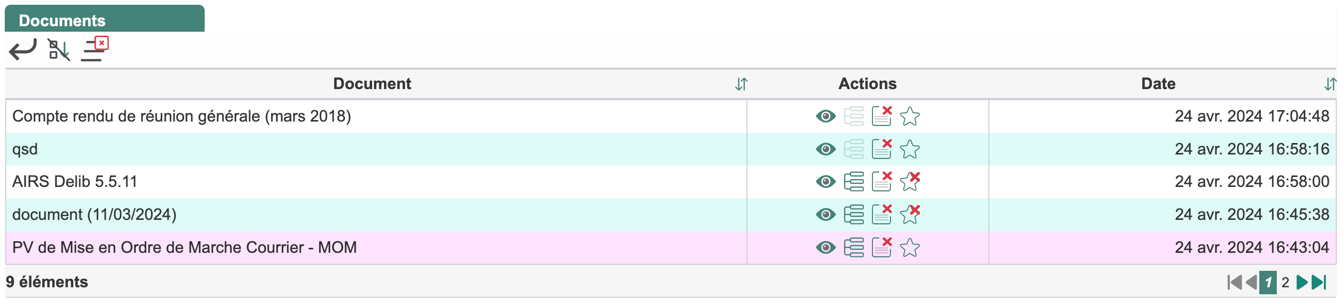 Documents
Document Actions Date
Compte rendu de réunion générale (mars 2018) 24 avr. 2024 17:04:48
qsd 24 avr. 2024 16:58:16
AIRS Delib 5.5.11 24 avr. 2024 16:58:00
document (11/03/2024) 24 avr. 2024 16:45:38
PV de Mise en Ordre de Marche Courrier - MOM 24 avr. 2024 16:43:04
9 éléments 1 2